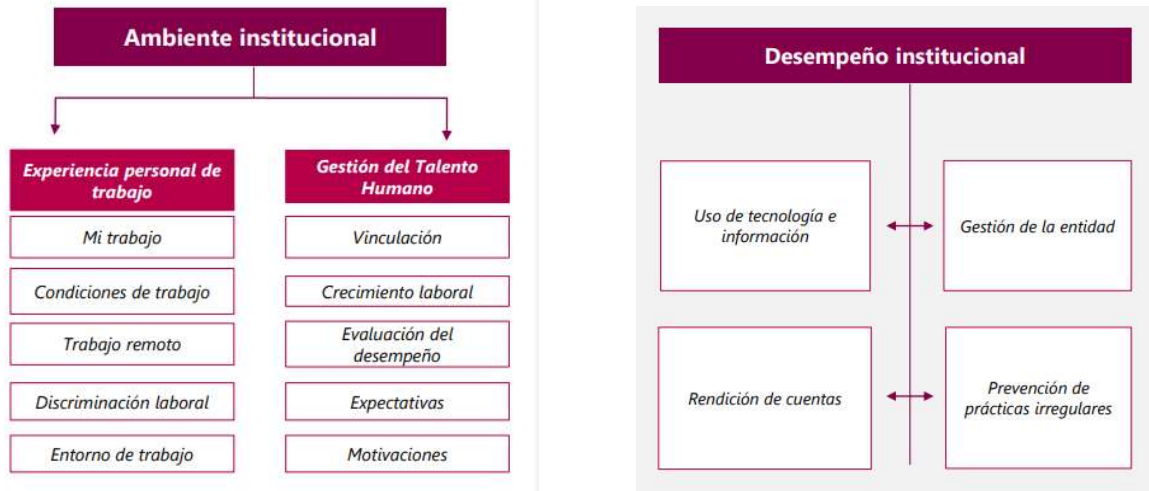 Ambiente institucional
Experiencia personal de
trabajo
Mi trabajo
Condiciones de trabajo
Trabajo remoto
Discriminación laboral
Entorno de trabajo
Gestión del Talento
Humano
Vinculación
Crecimiento laboral
Evaluación del
desempeño
Expectativas
Motivaciones
Desempeño institucional
Uso de tecnología e
información
Gestión de la entidad
Rendición de cuentas
Prevención de
prácticas irregulares